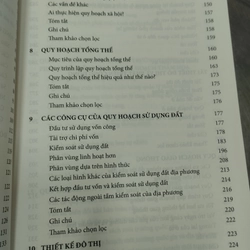 Các vấn đề khác
Ai thực hiện quy hoạch xã hội?
Tóm tắt
Ghi chú
Tham khảo chọn lọc
8 QUY HOẠCH TỔNG THỂ 160
Mục tiêu của quy hoạch tổng thể
Quy trình lập quy hoạch tổng thể
Quy hoạch tổng thể hiệu quả như thế nào?
Tóm tắt
Ghi chú
Tham khảo chọn lọc
9 CÁC CÔNG CỤ CỦA QUY HOẠCH SỬ DỤNG ĐẤT 177
Đầu tư sử dụng vốn công 177
Tài trợ chi phí vốn
Kiểm soát sử dụng đất
Phân vùng linh hoạt hơn
Phân vùng dựa trên hình thức
Các loại hình khác của kiểm soát sử dụng đất địa phương
Kết hợp đầu tư vốn và kiểm soát sử dụng đất
Các tác động ngoài tầm kiểm soát của địa phương
Tóm tắt
Ghi chú
Tham khảo chọn lọc
10 THIẾT KẾ ĐÔ THỊ 223